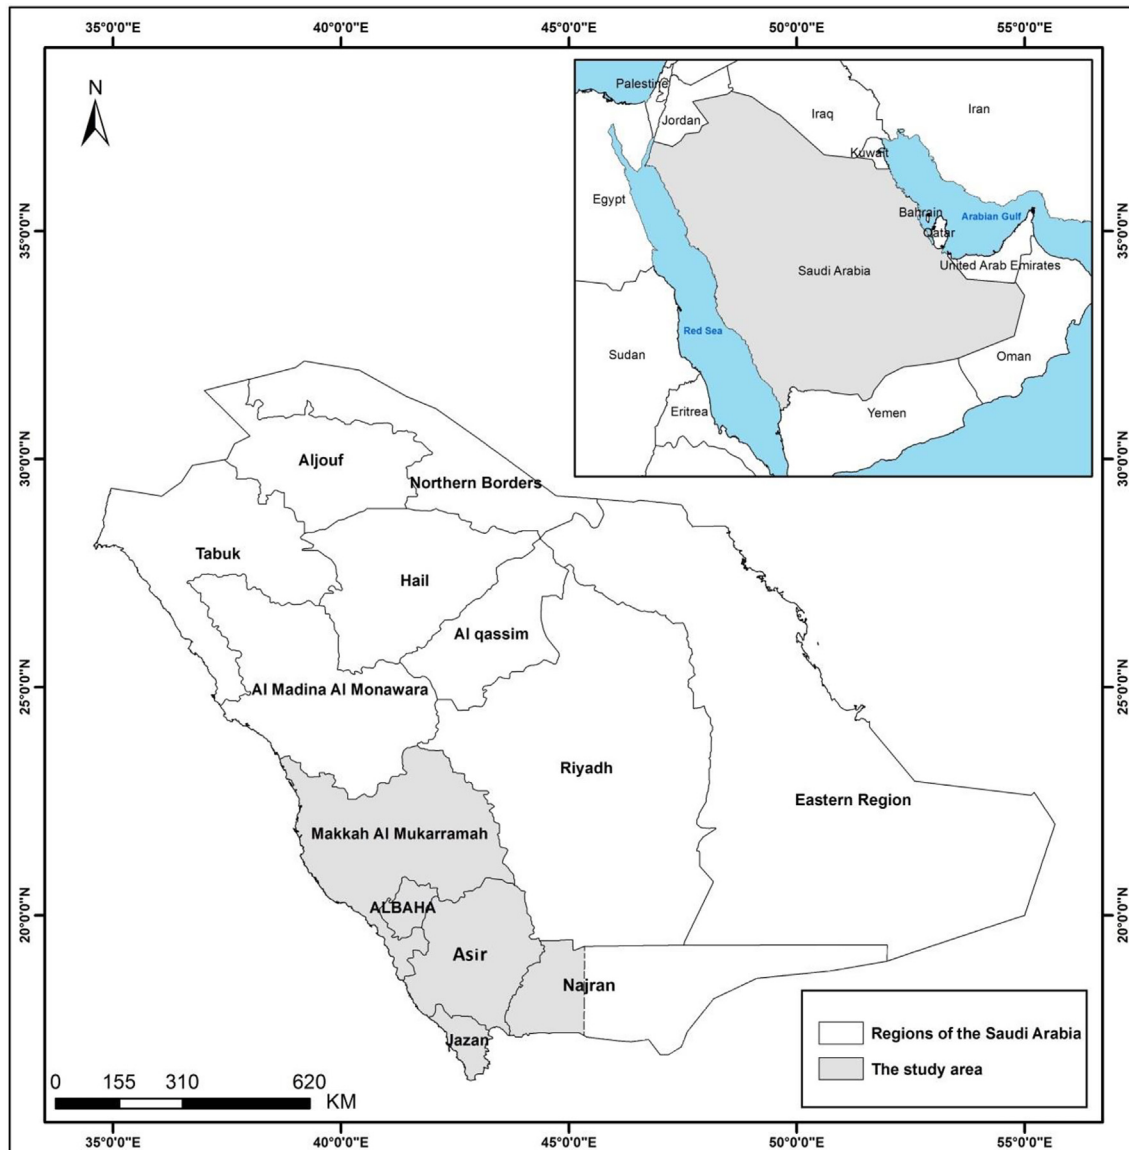 35°0'0"E 40°0'0"E 45°0'0"E 50°0'0"E 55°0'0"E
N
Palestine
Jordan
Iraq
Iran
Kuwait
Egypt
Bahrain
Arabian Gulf
Qatar
United Arab Emirates
Saudi Arabia
Red Sea
Sudan
Oman
Eritrea
Yemen
35°0'0"N
35°0'0"N
30°0'0"N
30°0'0"N
25°0'0"N
25°0'0"N
20°0'0"N
20°0'0"N
Aljouf
Northern Borders
Tabuk
Hail
Al qassim
Al Madina Al Monawara
Riyadh
Eastern Region
Makkah Al Mukarramah
ALBAHA
Asir
Najran
Jazan
Regions of the Saudi Arabia
The study area
0 155 310 620
KM
35°0'0"E 40°0'0"E 45°0'0"E 50°0'0"E 55°0'0"E